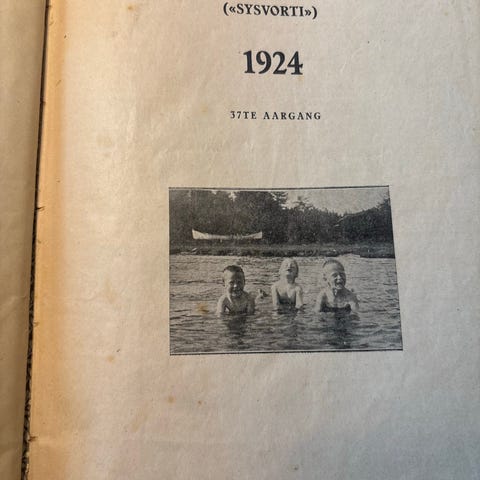 («SYSVORTI»)
1924
37TE AARGANG